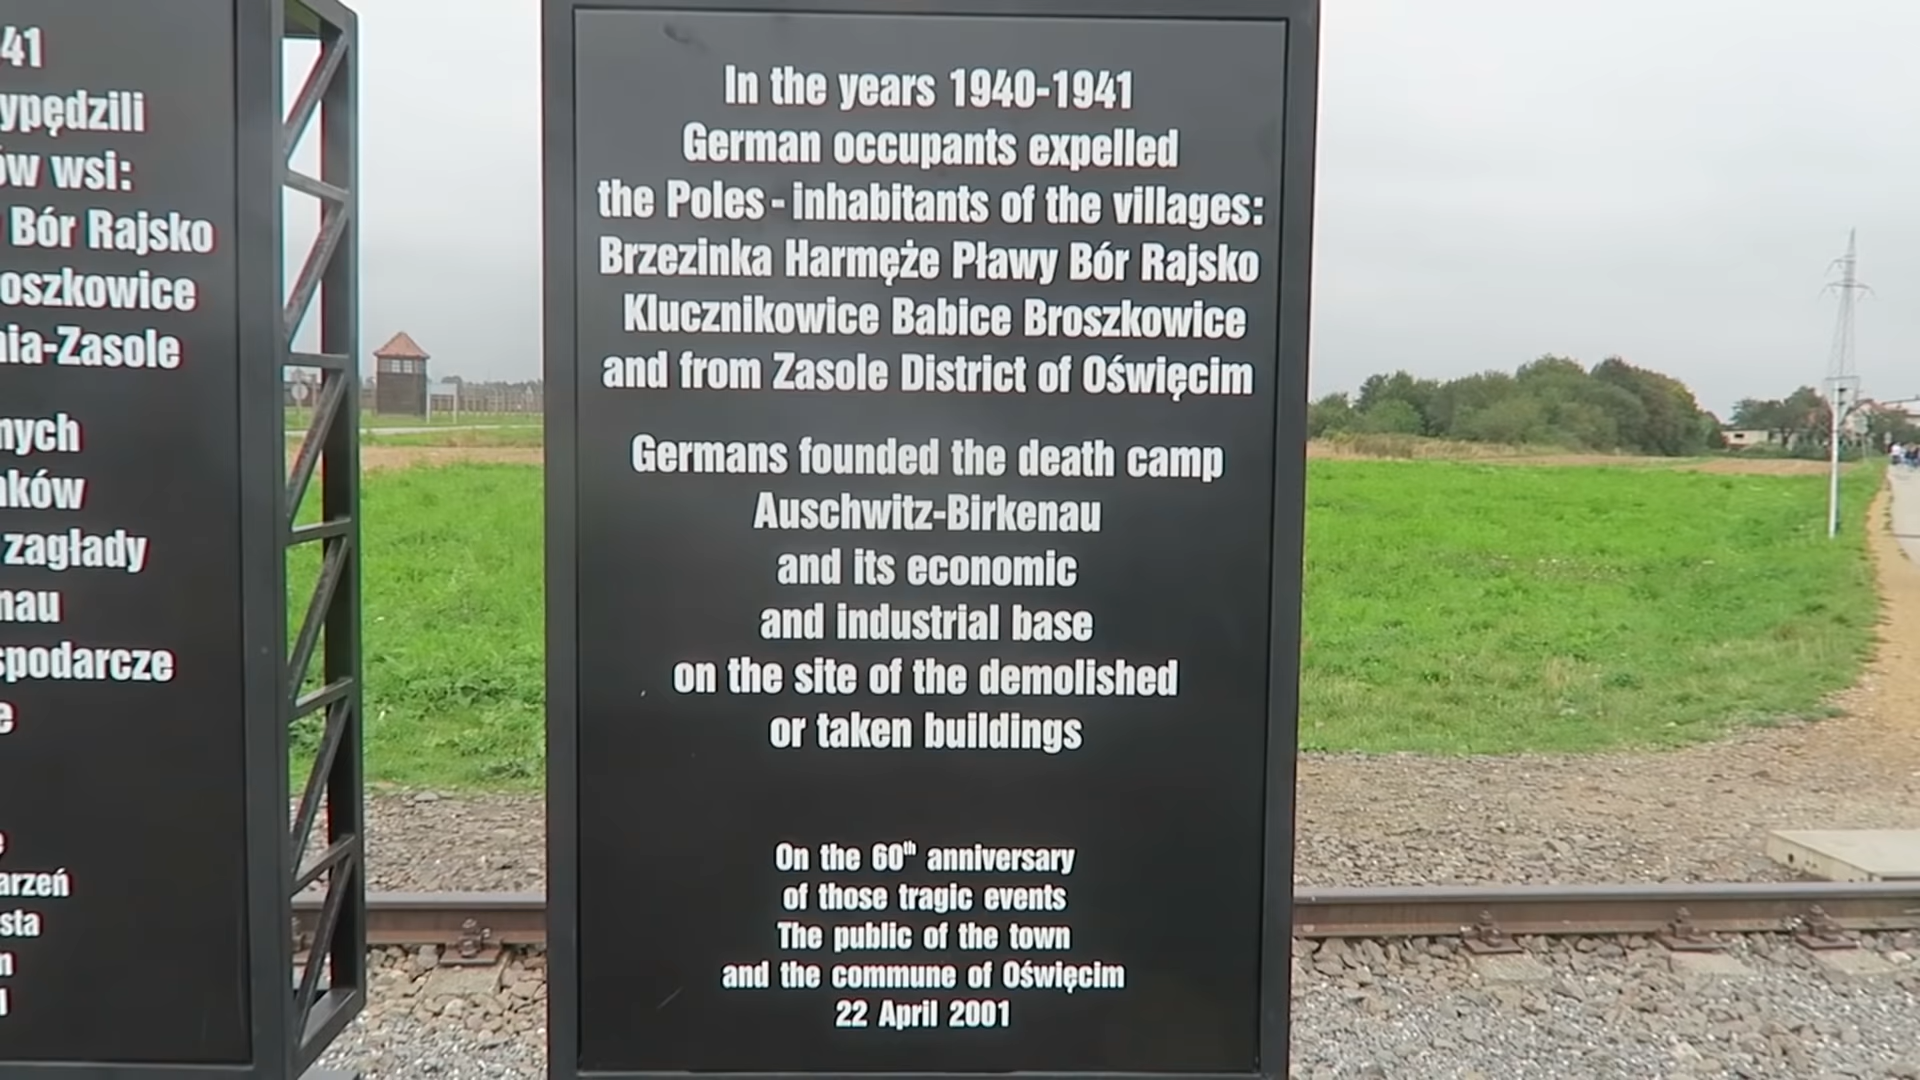 41
ypędzili
ów wsi:
Bór Rajsko
oszkowice
nia-Zasole
nych
nków
zagłady
nau
spodarcze
e
e
arzeń
sta
In the years 1940-1941
German occupants expelled
the Poles - inhabitants of the villages:
Brzezinka Harmęże Pławy Bór Rajsko
Klucznikowice Babice Broszkowice
and from Zasole District of Oświęcim
Germans founded the death camp
Auschwitz-Birkenau
and its economic
and industrial base
on the site of the demolished
or taken buildings
On the 60th anniversary
of those tragic events
The public of the town
and the commune of Oświęcim
22 April 2001